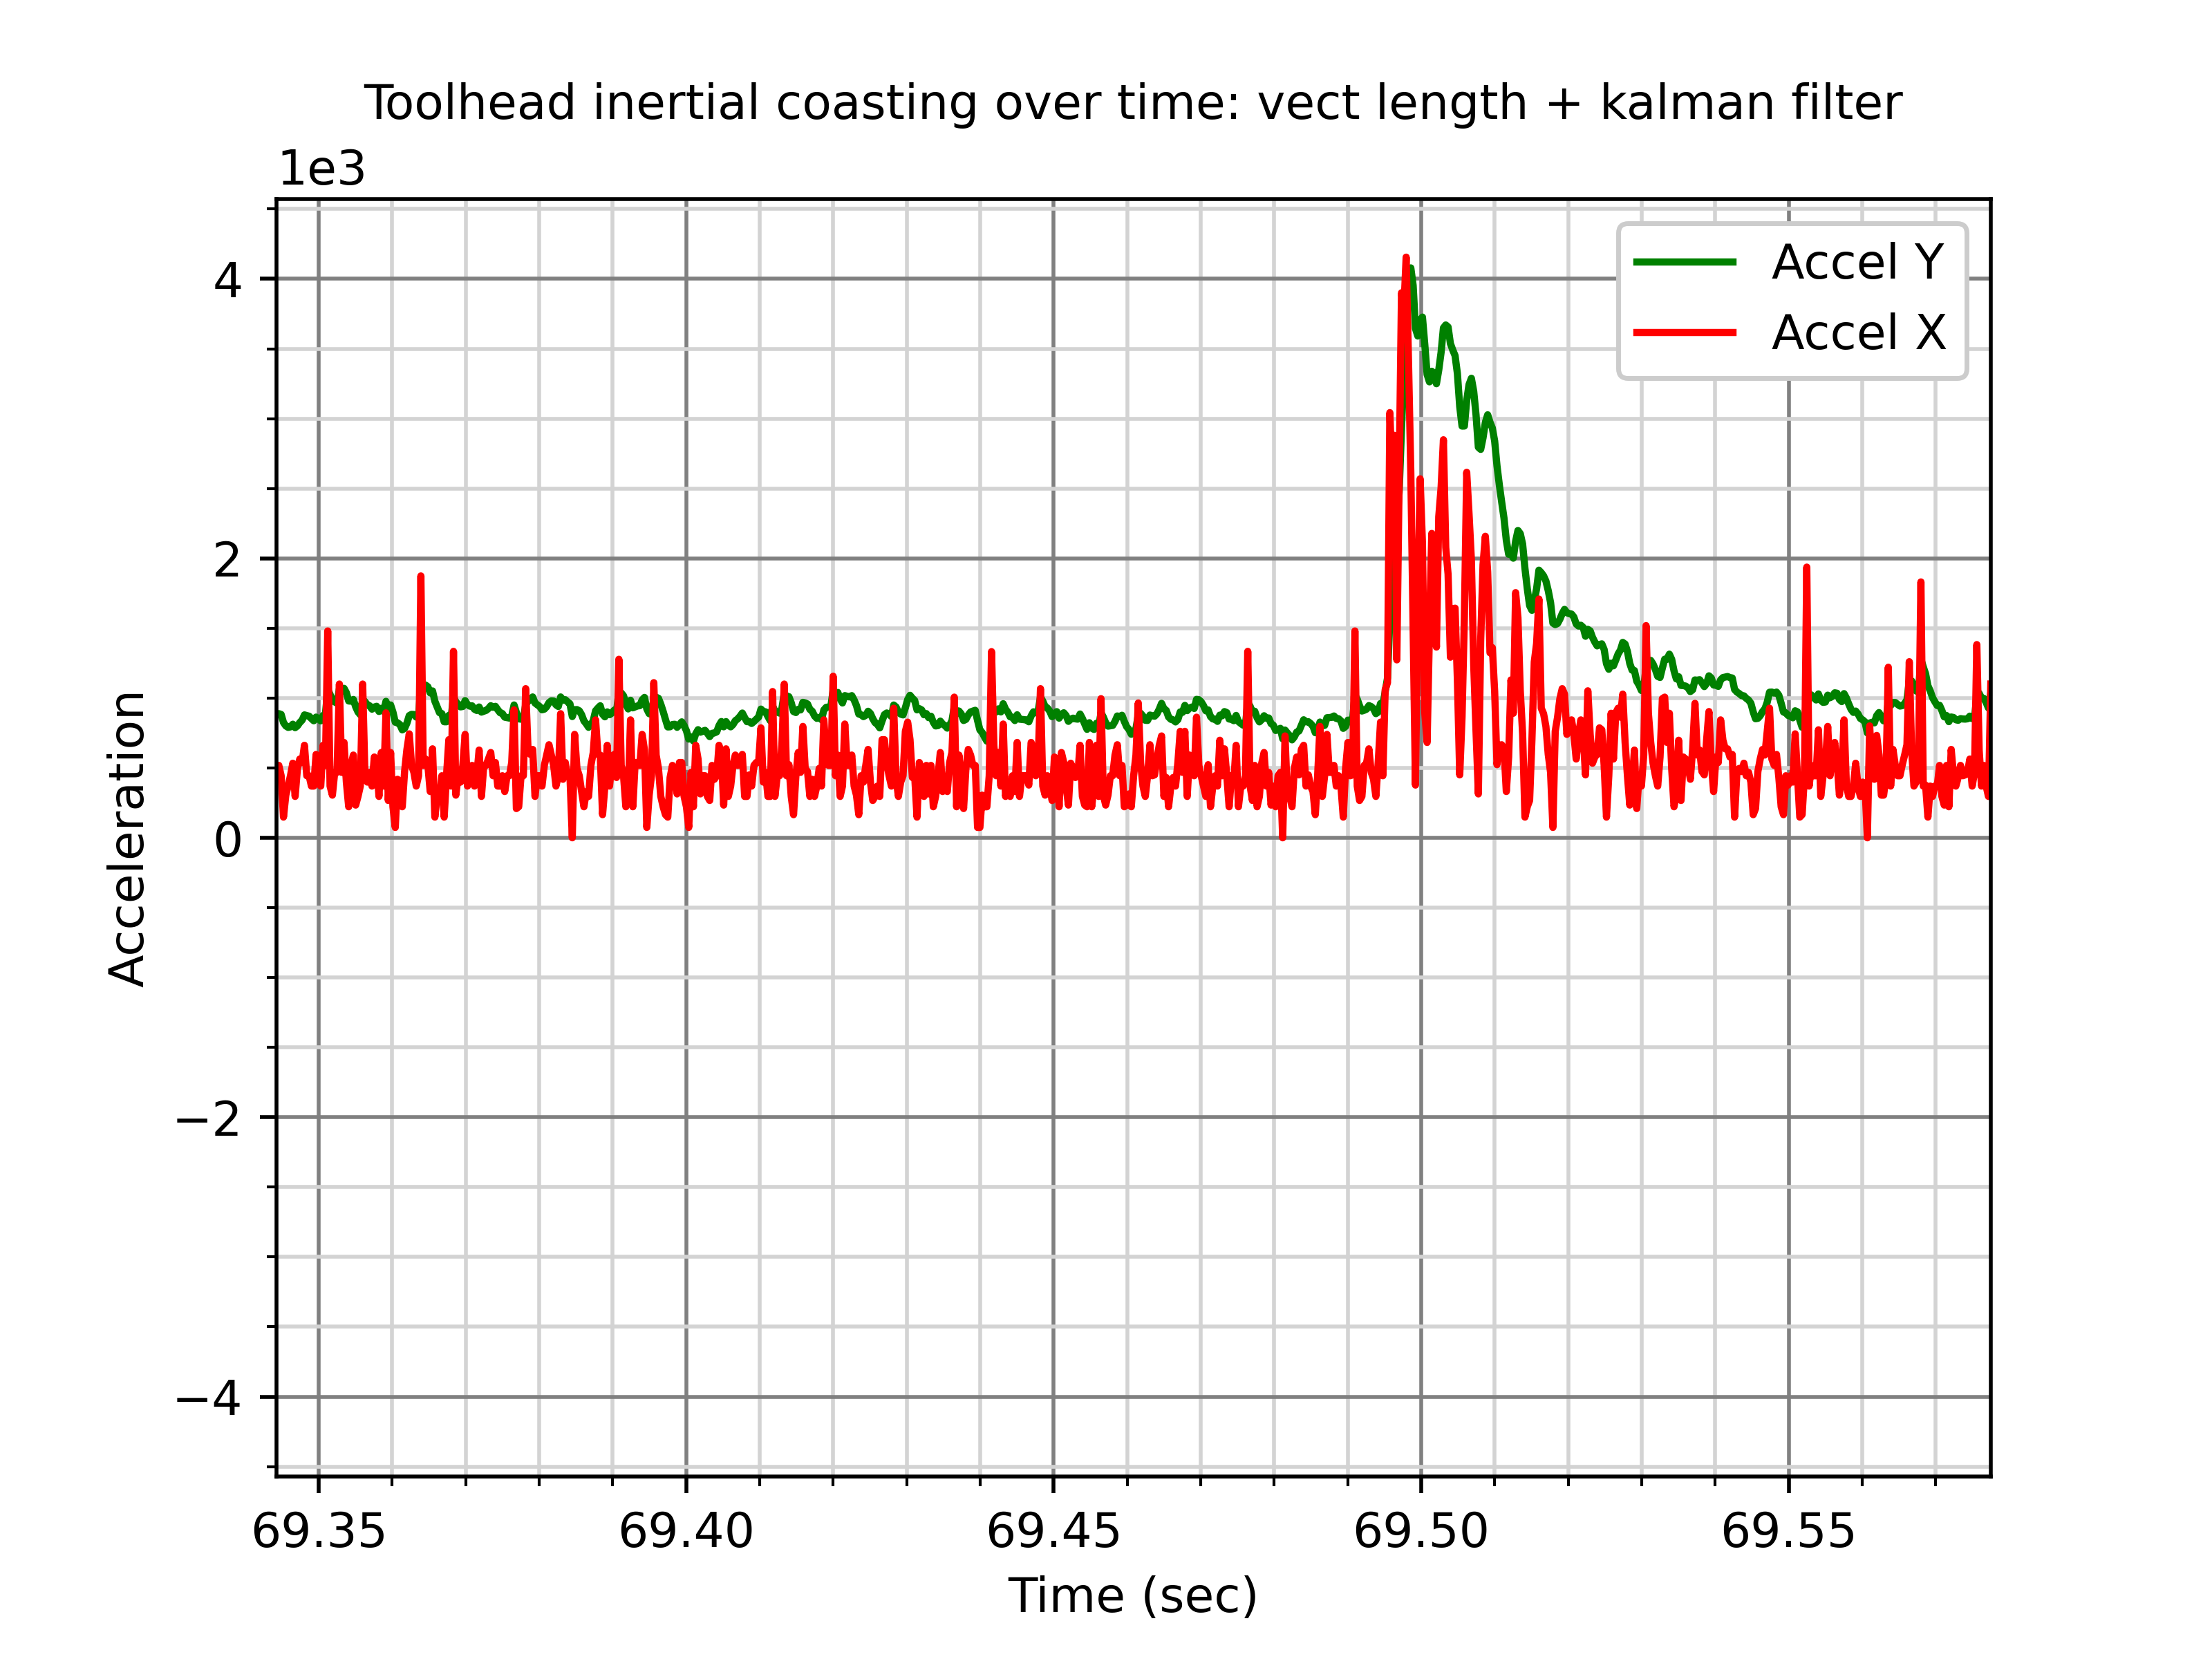 Toolhead inertial coasting over time: vect length + kalman filter
1e3
Accel Y
Accel X
4
2
0
−2
−4
Acceleration
69.35 69.40 69.45 69.50 69.55
Time (sec)